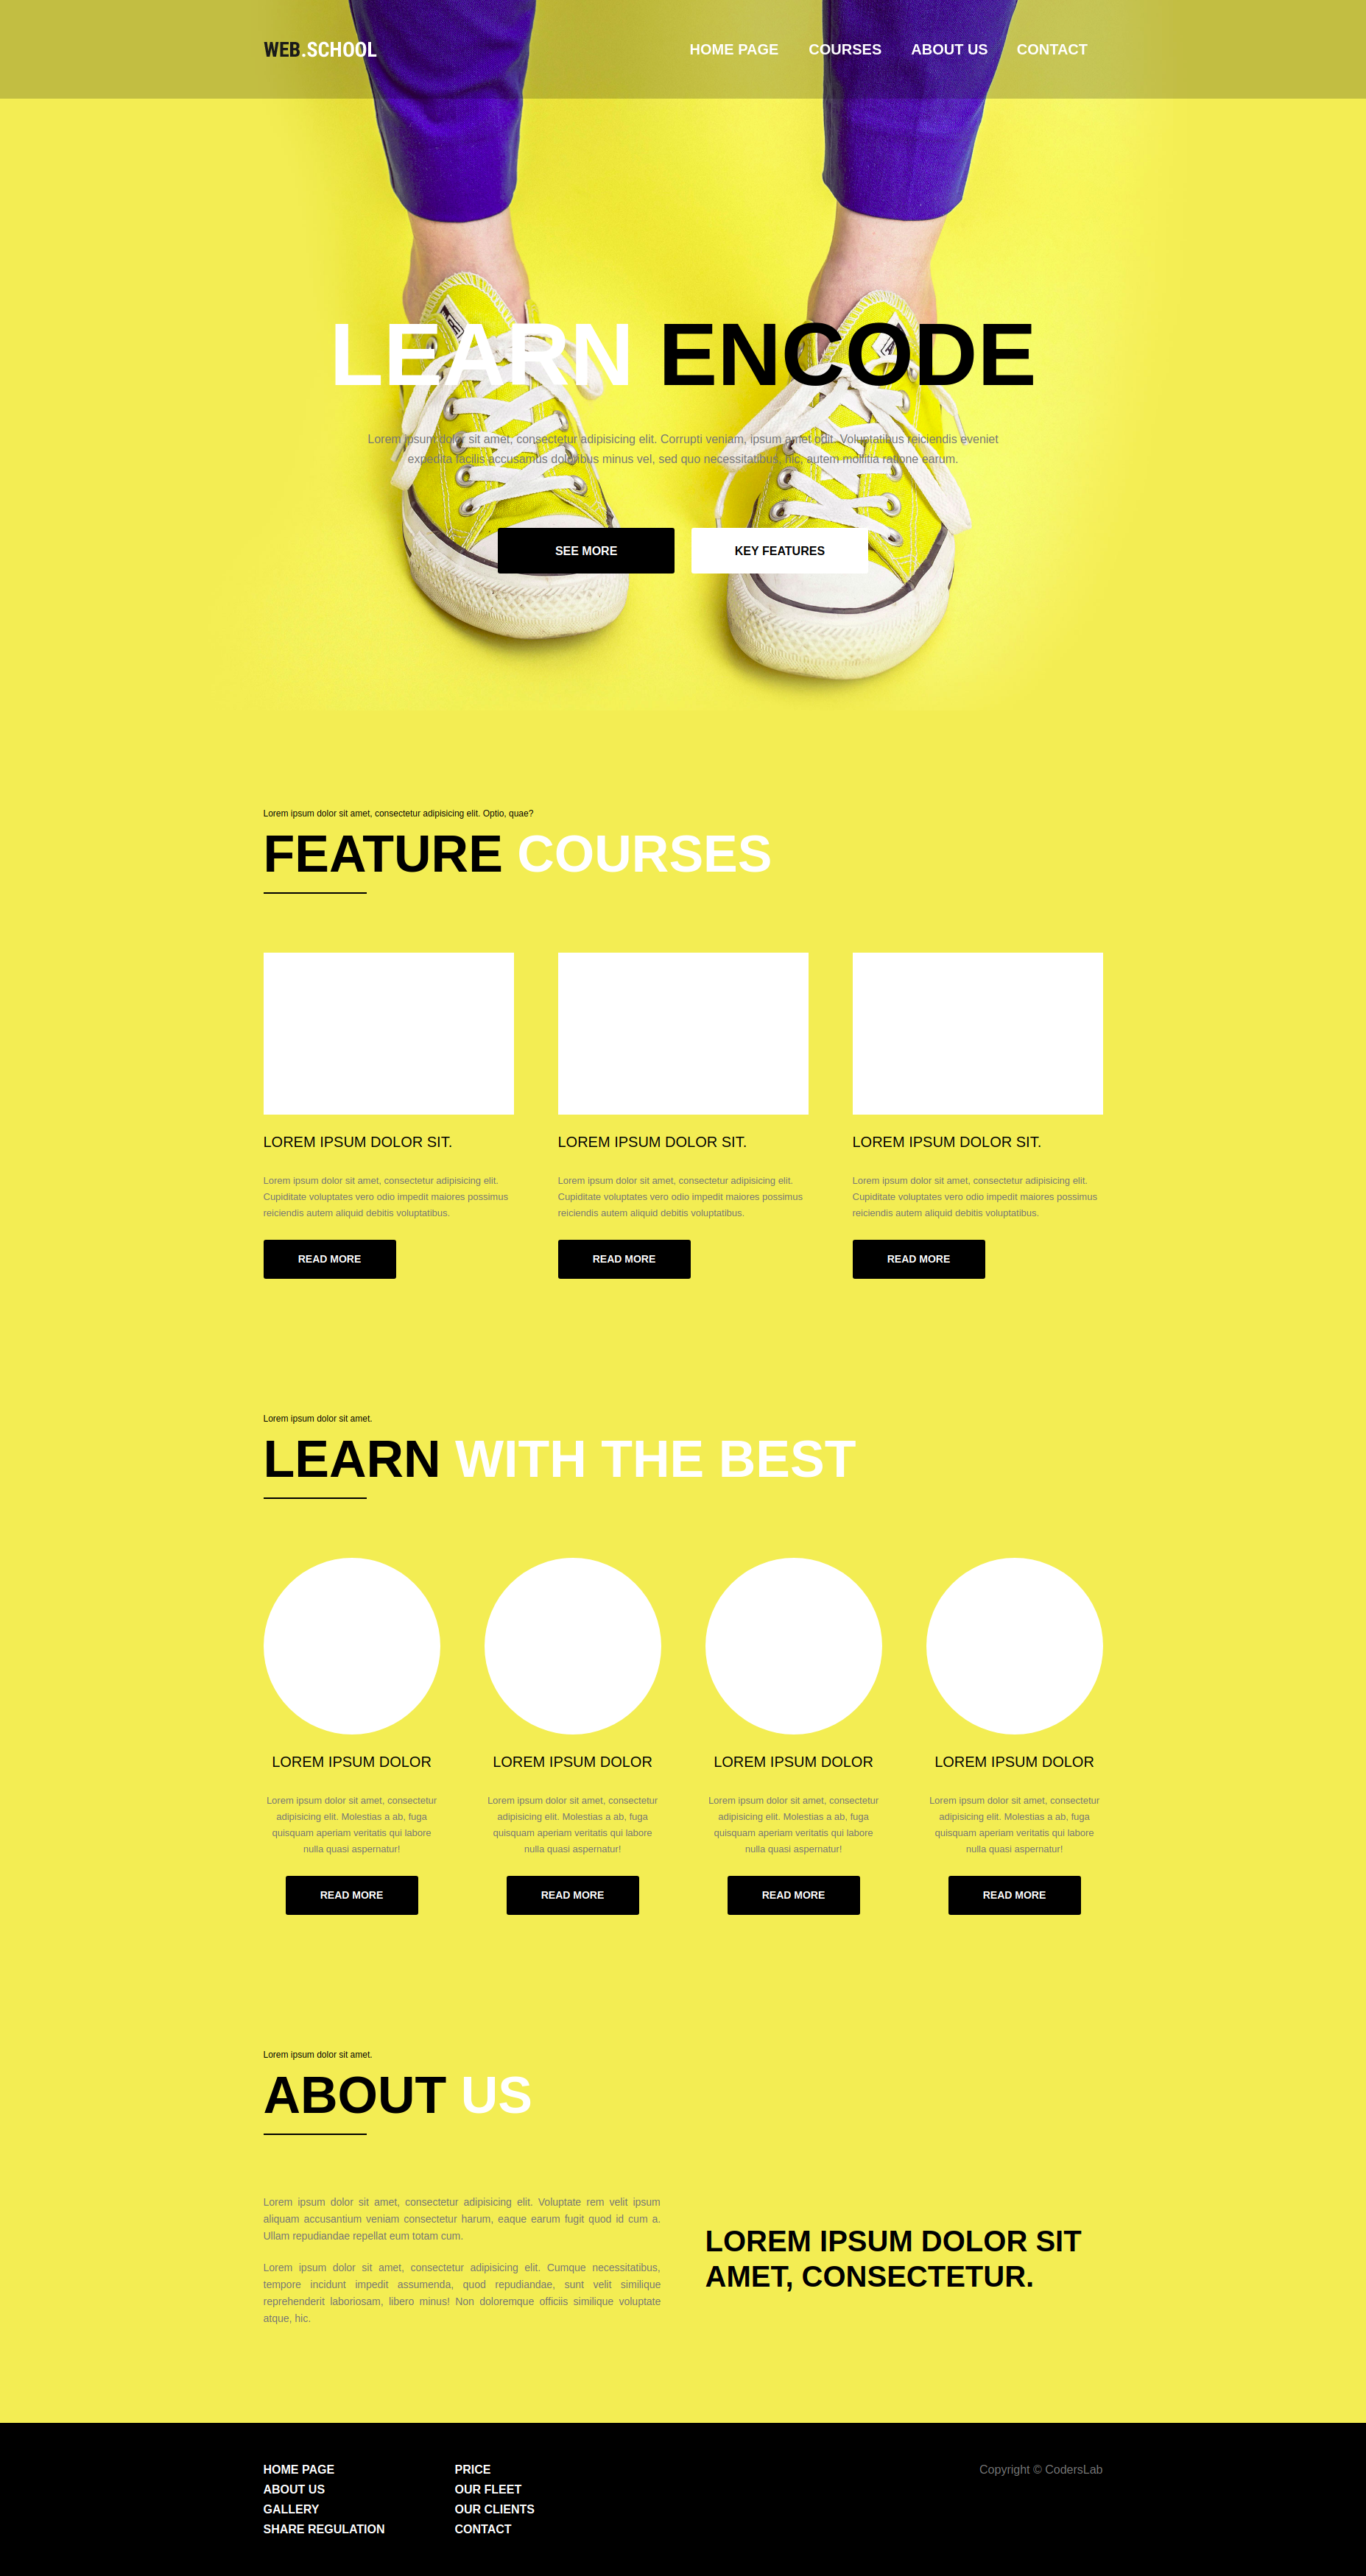 WEB.SCHOOL
HOME PAGE COURSES ABOUT US CONTACT
LEARN ENCODE
Lorem ipsum dolor sit amet, consectetur adipisicing elit. Corrupti veniam, ipsum amet odit. Voluptatibus reiciendis eveniet
expedita facilis accusamus doloribus minus vel, sed quo necessitatibus, hic, autem mollitia ratione earum.
SEE MORE KEY FEATURES
Lorem ipsum dolor sit amet, consectetur adipisicing elit. Optio, quae?
FEATURE COURSES
LOREM IPSUM DOLOR SIT.
Lorem ipsum dolor sit amet, consectetur adipisicing elit.
Cupiditate voluptates vero odio impedit maiores possimus
reiciendis autem aliquid debitis voluptatibus.
READ MORE
LOREM IPSUM DOLOR SIT.
Lorem ipsum dolor sit amet, consectetur adipisicing elit.
Cupiditate voluptates vero odio impedit maiores possimus
reiciendis autem aliquid debitis voluptatibus.
READ MORE
LOREM IPSUM DOLOR SIT.
Lorem ipsum dolor sit amet, consectetur adipisicing elit.
Cupiditate voluptates vero odio impedit maiores possimus
reiciendis autem aliquid debitis voluptatibus.
READ MORE
Lorem ipsum dolor sit amet.
LEARN WITH THE BEST
LOREM IPSUM DOLOR
Lorem ipsum dolor sit amet, consectetur
adipisicing elit. Molestias a ab, fuga
quisquam aperiam veritatis qui labore
nulla quasi aspernatur!
READ MORE
LOREM IPSUM DOLOR
Lorem ipsum dolor sit amet, consectetur
adipisicing elit. Molestias a ab, fuga
quisquam aperiam veritatis qui labore
nulla quasi aspernatur!
READ MORE
LOREM IPSUM DOLOR
Lorem ipsum dolor sit amet, consectetur
adipisicing elit. Molestias a ab, fuga
quisquam aperiam veritatis qui labore
nulla quasi aspernatur!
READ MORE
LOREM IPSUM DOLOR
Lorem ipsum dolor sit amet, consectetur
adipisicing elit. Molestias a ab, fuga
quisquam aperiam veritatis qui labore
nulla quasi aspernatur!
READ MORE
Lorem ipsum dolor sit amet.
ABOUT US
Lorem ipsum dolor sit amet, consectetur adipisicing elit. Voluptate rem velit ipsum
aliquam accusantium veniam consectetur harum, eaque earum fugit quod id cum a.
Ullam repudiandae repellat eum totam cum.
Lorem ipsum dolor sit amet, consectetur adipisicing elit. Cumque necessitatibus,
tempore incidunt impedit assumenda, quod repudiandae, sunt velit similique
reprehenderit laboriosam, libero minus! Non doloremque officiis similique voluptate
atque, hic.
LOREM IPSUM DOLOR SIT
AMET, CONSECTETUR.
HOME PAGE
ABOUT US
GALLERY
SHARE REGULATION
PRICE
OUR FLEET
OUR CLIENTS
CONTACT
Copyright © CodersLab